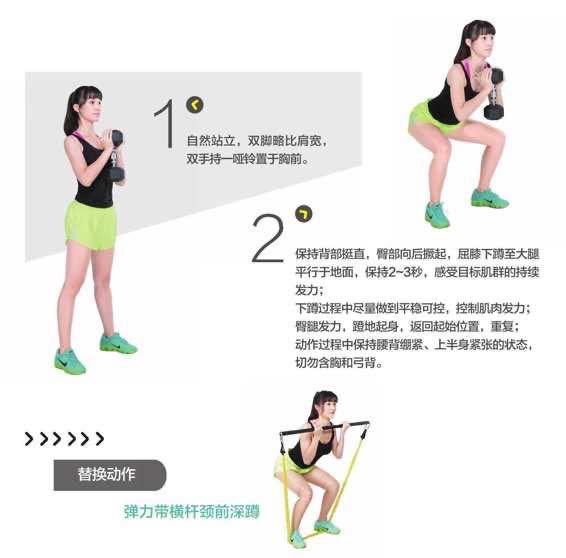 1
自然站立，双脚略比肩宽，
双手持一哑铃置于胸前。
2
保持背部挺直，臀部向后撅起，屈膝下蹲至大腿
平行于地面，保持2~3秒，感受目标肌群的持续
发力；
下蹲过程中尽量做到平稳可控，控制肌肉发力；
臀腿发力，蹬地起身，返回起始位置，重复；
动作过程中保持腰背绷紧、上半身紧张的状态，
切勿含胸和弓背。
替换动作
弹力带横杆颈前深蹲